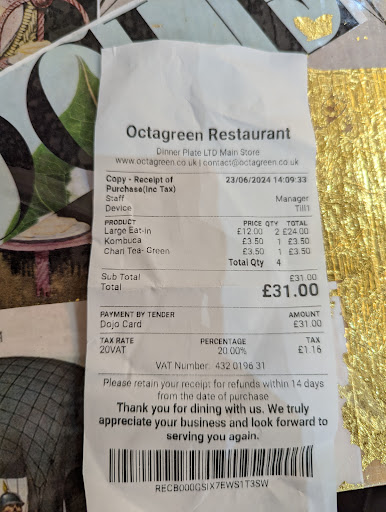 Octagreen Restaurant
Dinner Plate LTD Main Store
www.octagreen.co.uk | contact@octagreen.co.uk
Copy - Receipt of Purchase(Inc Tax) 23/06/2024 14:09:33
Staff Manager
Device Till1
PRODUCT PRICE QTY TOTAL
Large Eat-in £12.00 2 £24.00
Kombuca £3.50 1 £3.50
Chari Tea- Green £3.50 1 £3.50
Total Qty 4
Sub Total £31.00
Total £31.00
PAYMENT BY TENDER AMOUNT
Dojo Card £31.00
TAX RATE PERCENTAGE TAX
20VAT 20.00% £1.16
VAT Number: 432 0196 31
Please retain your receipt for refunds within 14 days
from the date of purchase
Thank you for dining with us. We truly
appreciate your business and look forward to
serving you again.
RECB000GSIX7EWS1T3SW